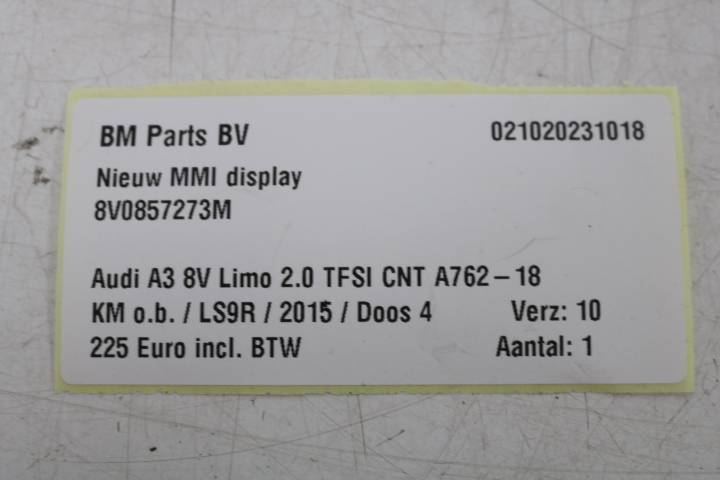 BM Parts BV 021020231018
Nieuw MMI display
8V0857273M
Audi A3 8V Limo 2.0 TFSI CNT A762-18
KM o.b. / LS9R / 2015 / Doos 4 Verz: 10
225 Euro incl. BTW Aantal: 1